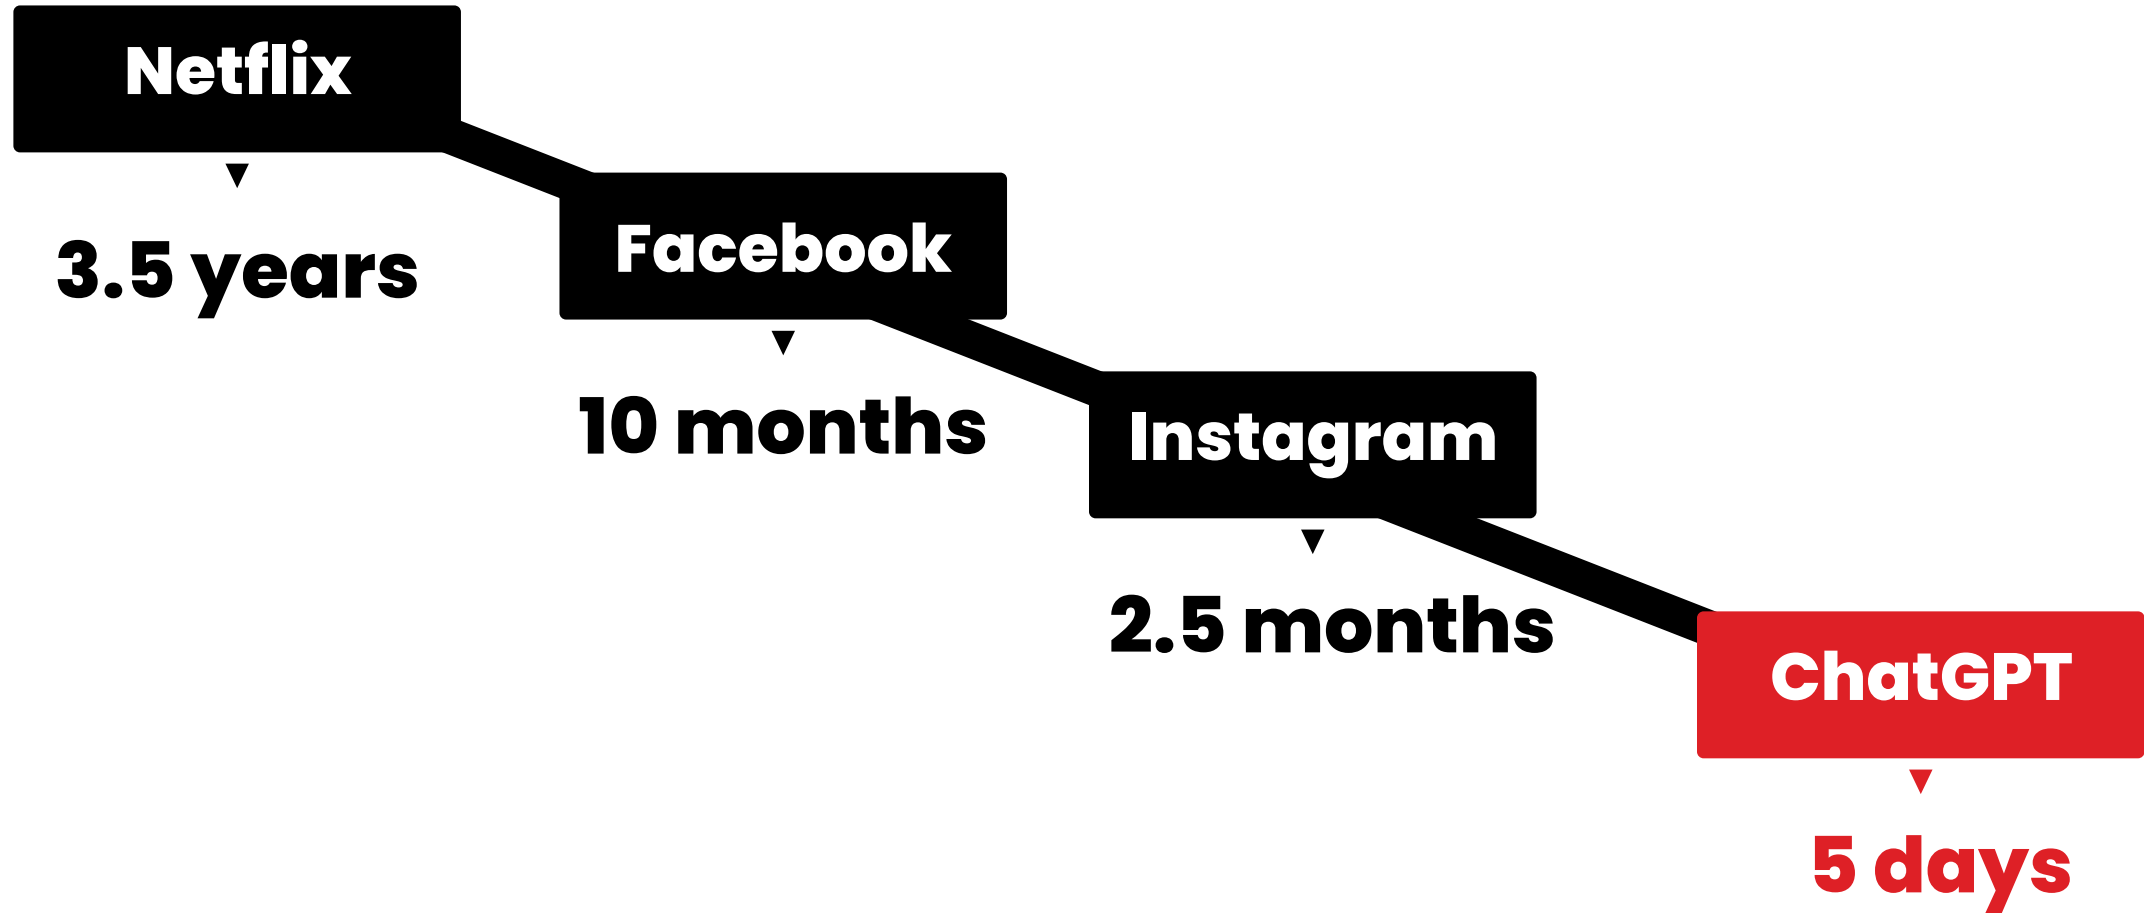 Netflix
3.5 years
Facebook
10 months
Instagram
2.5 months
ChatGPT
5 days